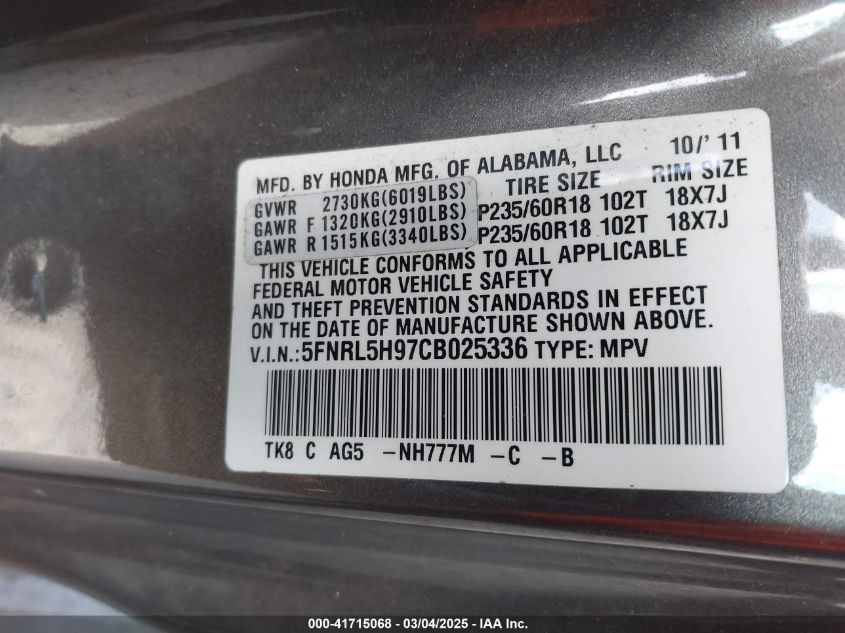 MFD. BY HONDA MFG. OF ALABAMA, LLC 10/'11
TIRE SIZE RIM SIZE
GVWR 2730KG(6019LBS)
GAWR F 1320KG(2910LBS) P235/60R18 102T 18X7J
GAWR R 1515KG(3340LBS) P235/60R18 102T 18X7J
THIS VEHICLE CONFORMS TO ALL APPLICABLE
FEDERAL MOTOR VEHICLE SAFETY
AND THEFT PREVENTION STANDARDS IN EFFECT
ON THE DATE OF MANUFACTURE SHOWN ABOVE.
V.I.N.:5FNRL5H97CB025336 TYPE: MPV
TK8 C AG5 -NH777M -C -B
000-41715068 - 03/04/2025 - IAAI.com